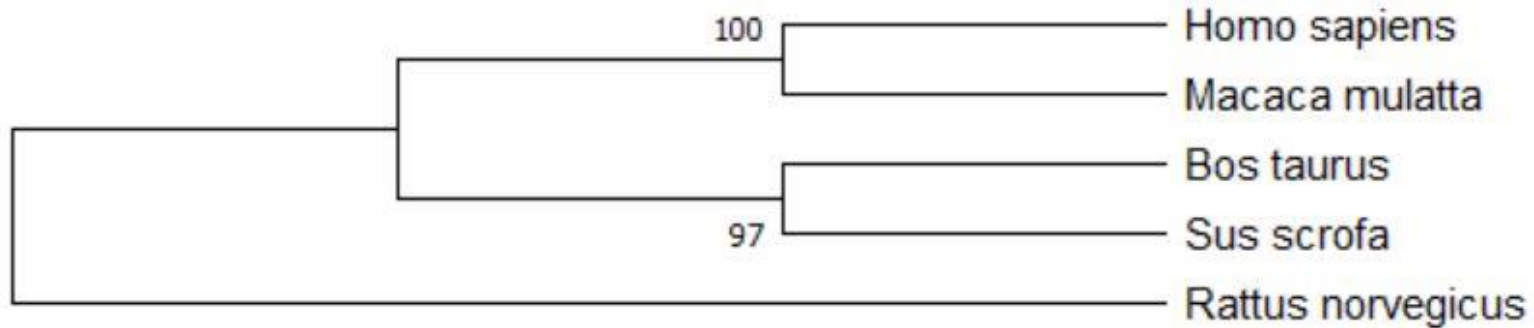 100
Homo sapiens
Macaca mulatta
Bos taurus
97
Sus scrofa
Rattus norvegicus